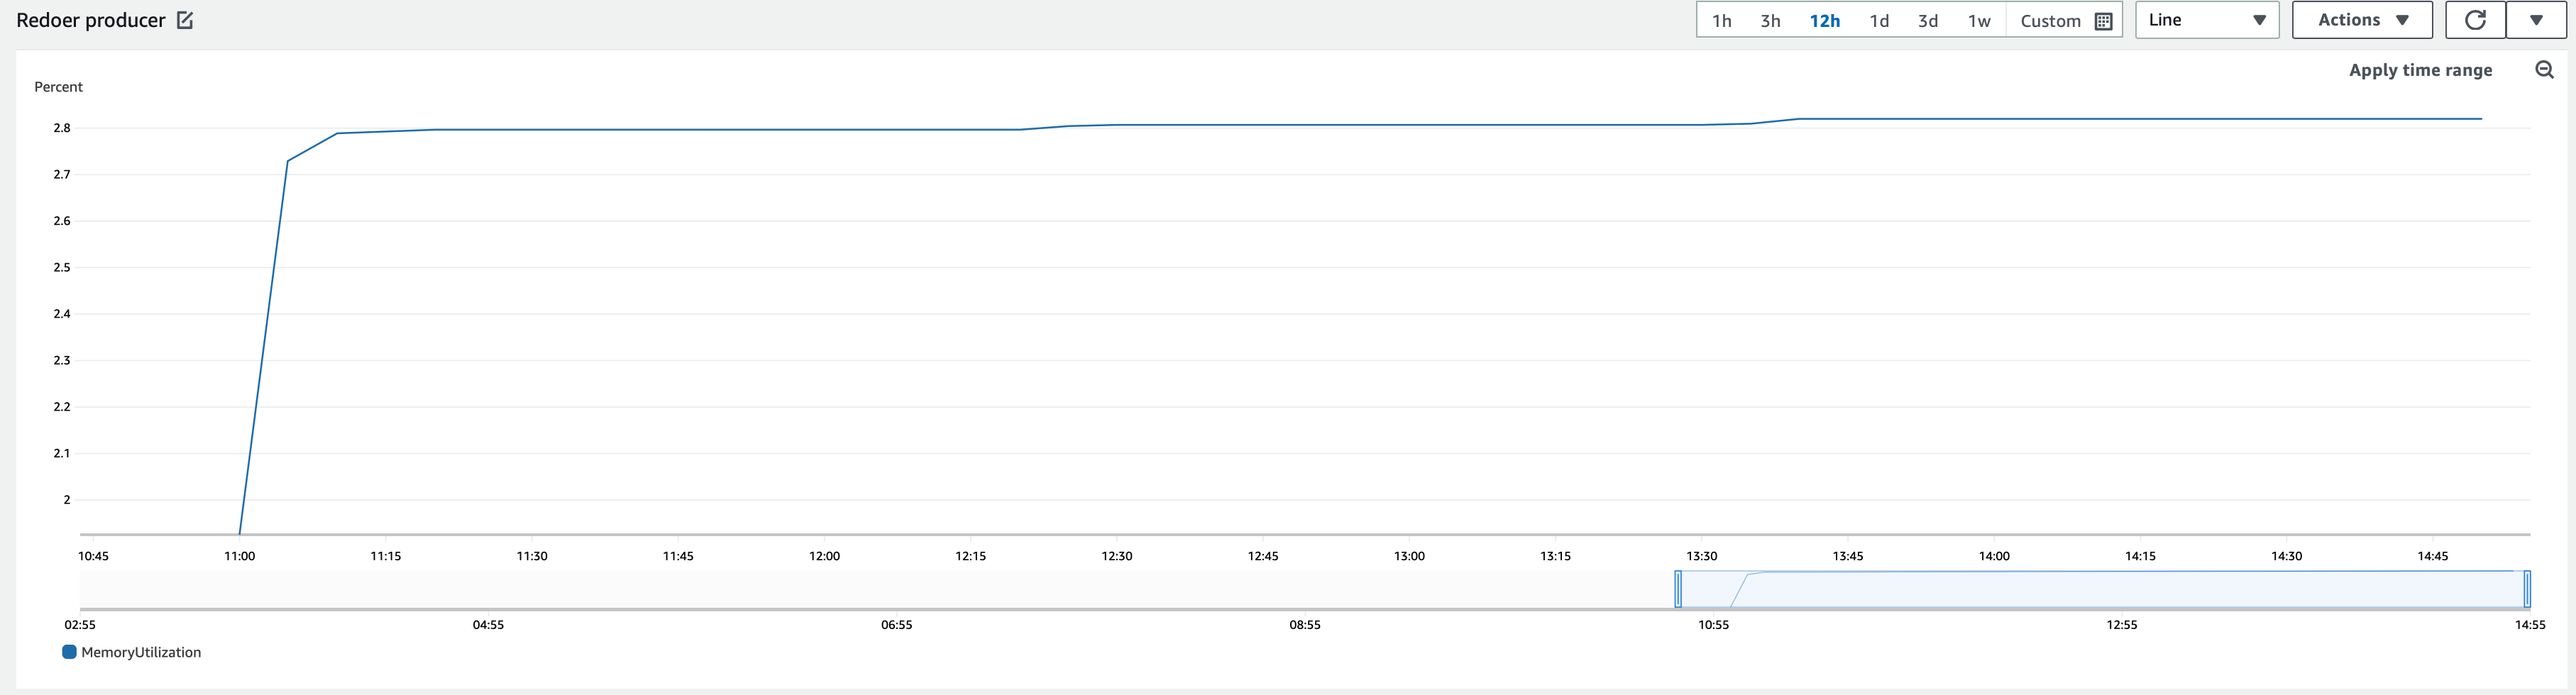 Redoer producer
1h 3h 12h 1d 3d 1w Custom Line Actions
Apply time range
Percent
2.8
2.7
2.6
2.5
2.4
2.3
2.2
2.1
2
10:45 11:00 11:15 11:30 11:45 12:00 12:15 12:30 12:45 13:00 13:15 13:30 13:45 14:00 14:15 14:30 14:45
02:55 04:55 06:55 08:55 10:55 12:55 14:55
MemoryUtilization